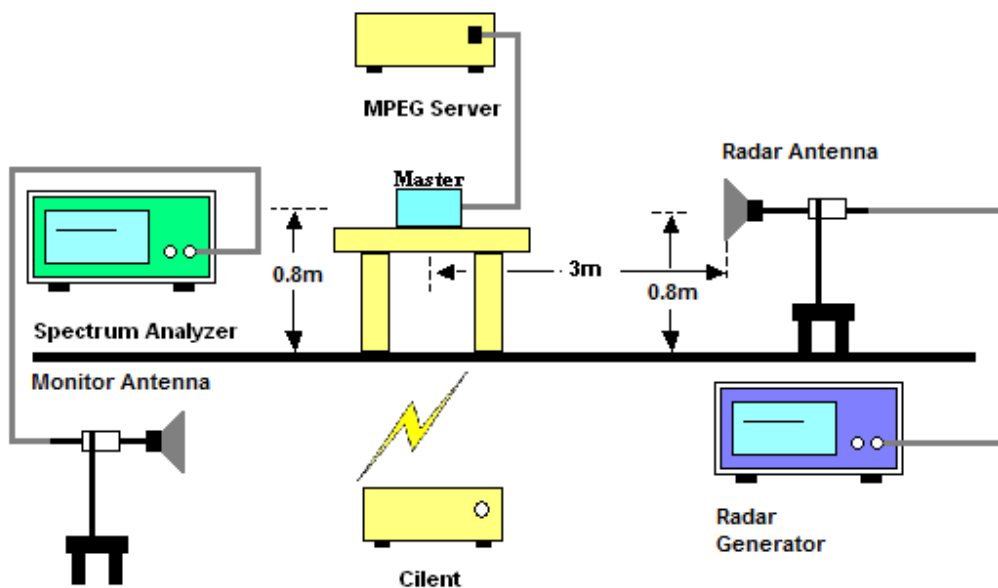 MPEG Server
Radar Antenna
Master
0.8m
3m
0.8m
Spectrum Analyzer
Monitor Antenna
Radar
Generator
Cilent